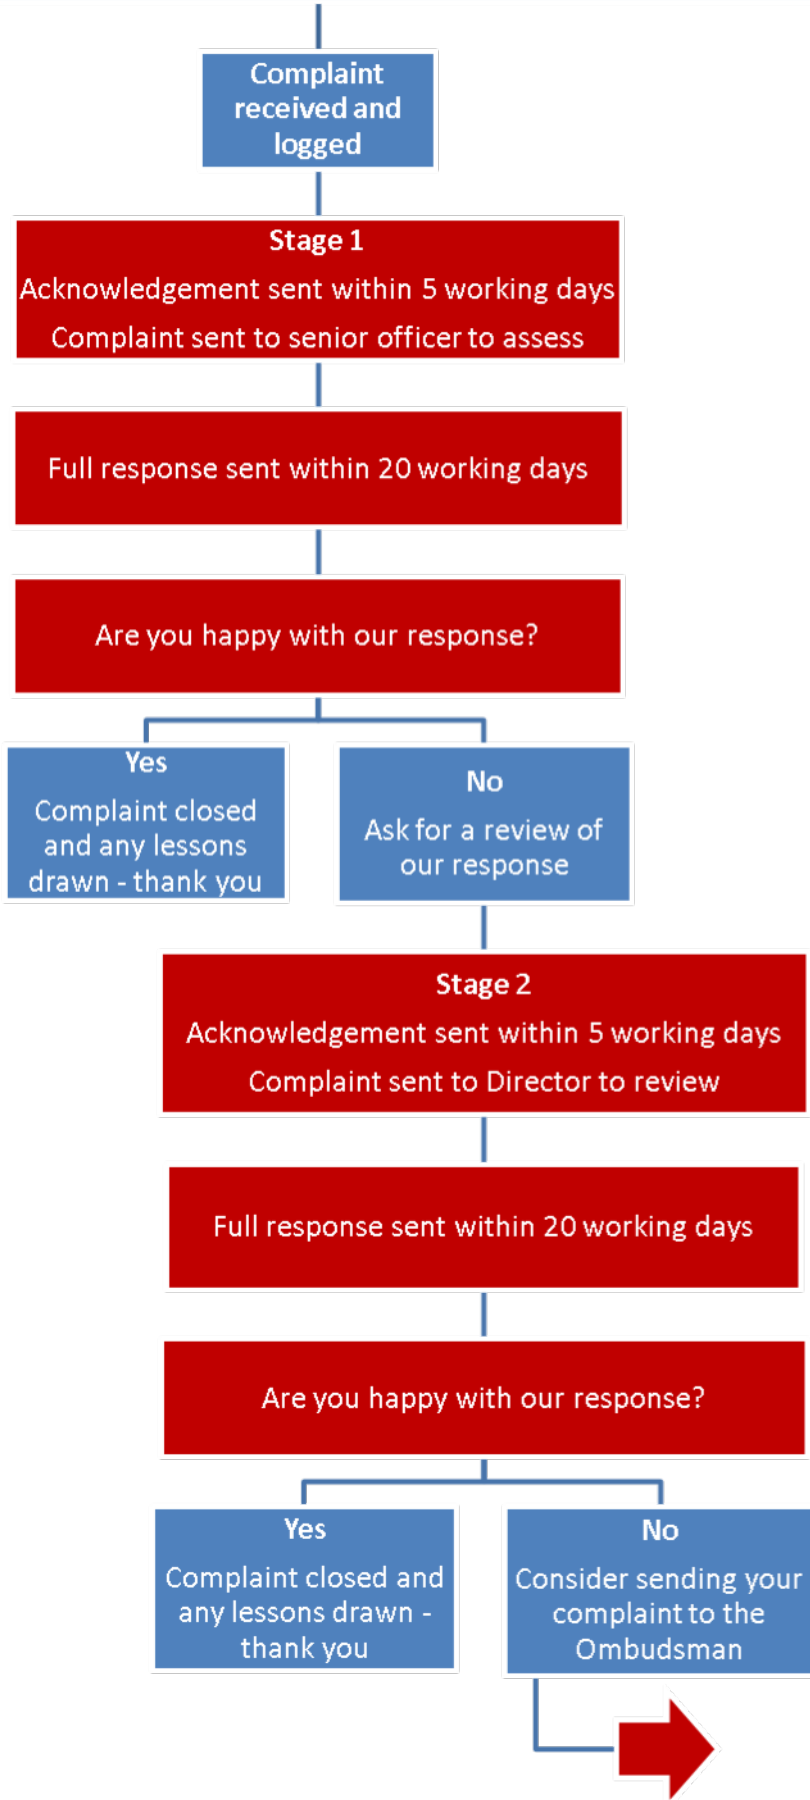 Complaint
received and
logged
Stage 1
Acknowledgement sent within 5 working days
Complaint sent to senior officer to assess
Full response sent within 20 working days
Are you happy with our response?
Yes
Complaint closed
and any lessons
drawn - thank you
No
Ask for a review of
our response
Stage 2
Acknowledgement sent within 5 working days
Complaint sent to Director to review
Full response sent within 20 working days
Are you happy with our response?
Yes
Complaint closed and
any lessons drawn -
thank you
No
Consider sending your
complaint to the
Ombudsman